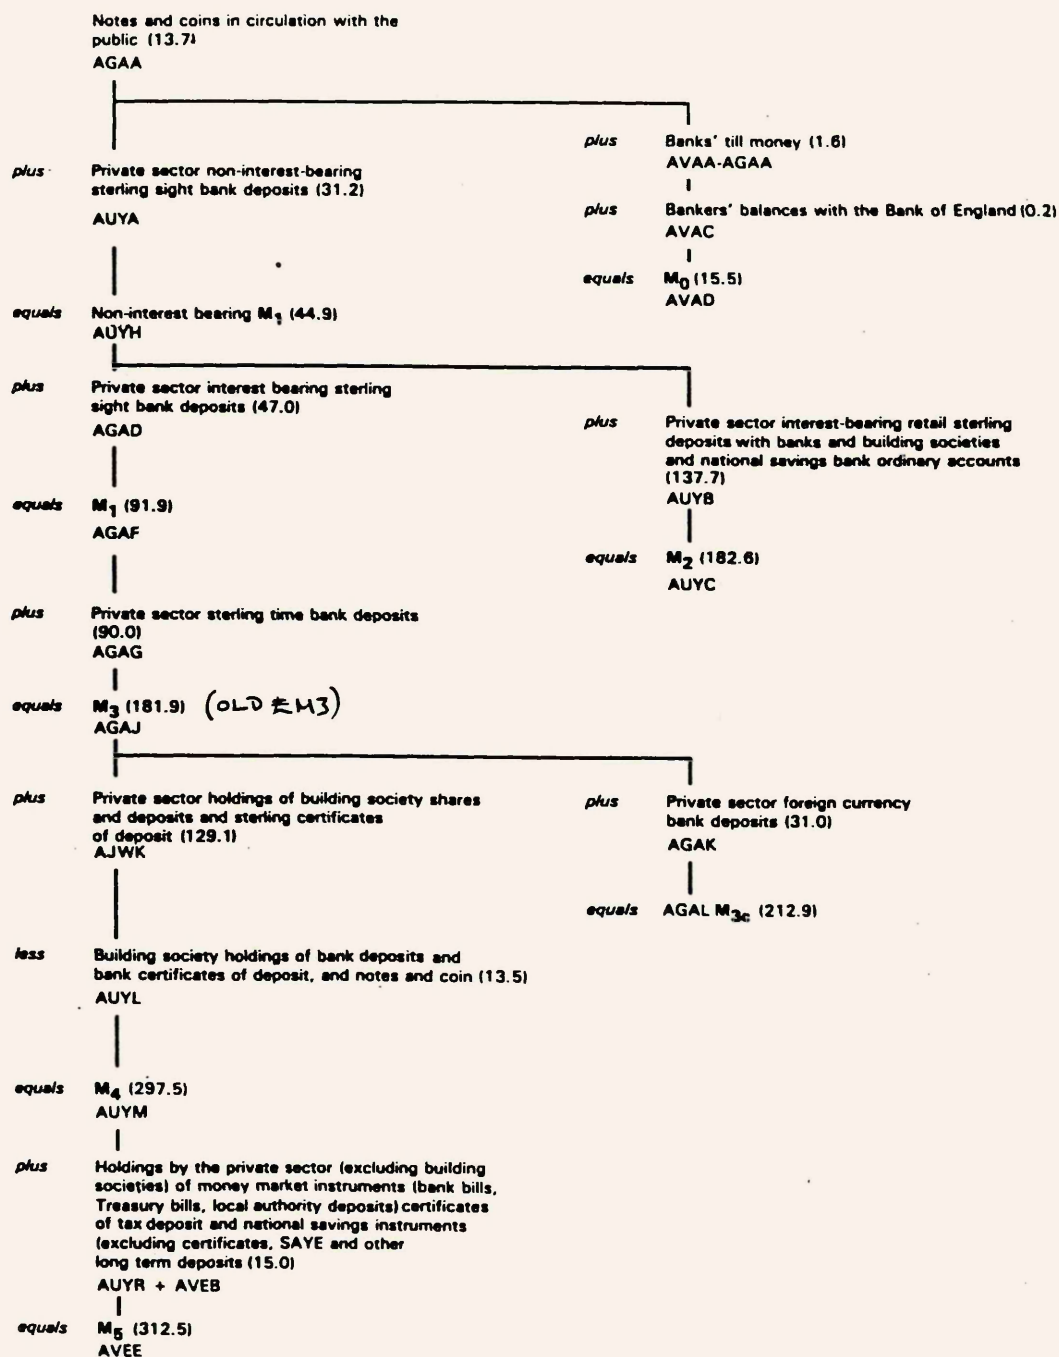 Notes and coins in circulation with the
public (13.7)
AGAA
plus Banks' till money (1.6)
AVAA-AGAA
plus Private sector non-interest-bearing
sterling sight bank deposits (31.2)
AUYA
plus Bankers' balances with the Bank of England (0.2)
AVAC
equals M0 (15.5)
AVAD
equals Non-interest bearing M1 (44.9)
AUYH
plus Private sector interest bearing sterling
sight bank deposits (47.0)
AGAD
plus Private sector interest-bearing retail sterling
deposits with banks and building societies
and national savings bank ordinary accounts
(137.7)
AUYB
equals M1 (91.9)
AGAF
equals M2 (182.6)
AUYC
plus Private sector sterling time bank deposits
(90.0)
AGAG
equals M3 (181.9) (OLD £M3)
AGAJ
plus Private sector holdings of building society shares
and deposits and sterling certificates
of deposit (129.1)
AJWK
plus Private sector foreign currency
bank deposits (31.0)
AGAK
equals AGAL M3c (212.9)
less Building society holdings of bank deposits and
bank certificates of deposit, and notes and coin (13.5)
AUYL
equals M4 (297.5)
AUYM
plus Holdings by the private sector (excluding building
societies) of money market instruments (bank bills,
Treasury bills, local authority deposits) certificates
of tax deposit and national savings instruments
(excluding certificates, SAYE and other
long term deposits (15.0)
AUYR + AVEB
equals M5 (312.5)
AVEE